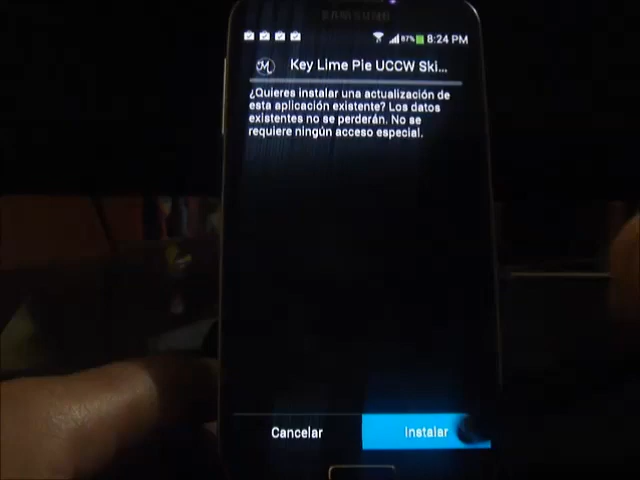 SAMSUNG
87% 8:24 PM
Key Lime Pie UCCW Ski...
¿Quieres instalar una actualización de
esta aplicación existente? Los datos
existentes no se perderán. No se
requiere ningún acceso especial.
Cancelar Instalar